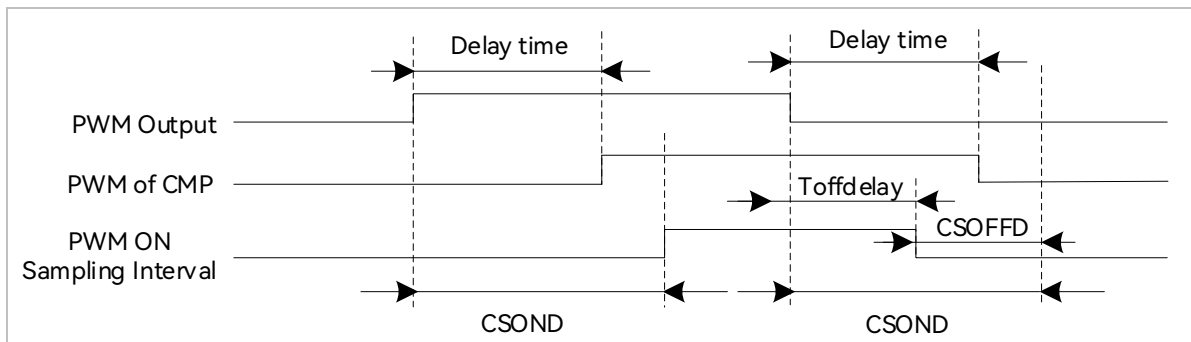 Delay time
Delay time
PWM Output
PWM of CMP
Toffdelay
PWM ON
Sampling Interval
CSOFFD
CSOND
CSOND